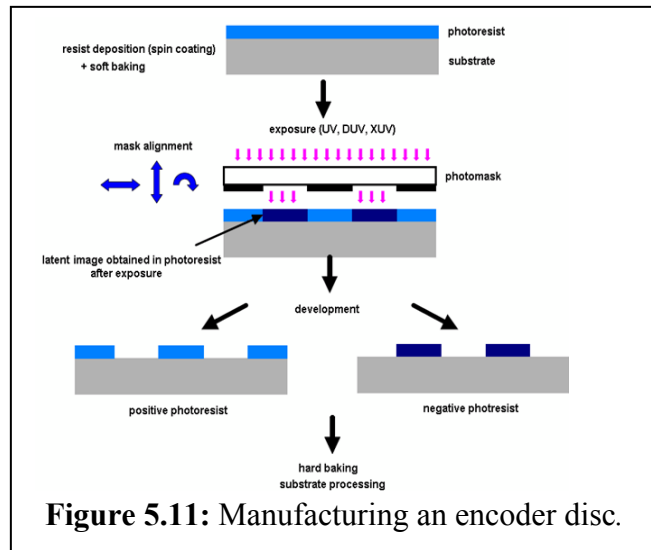 photoresist
resist deposition (spin coating)
+ soft baking
substrate
exposure (UV, DUV, XUV)
mask alignment
photomask
latent image obtained in photoresist
after exposure
development
positive photoresist
negative photresist
hard baking
substrate processing
Figure 5.11: Manufacturing an encoder disc.